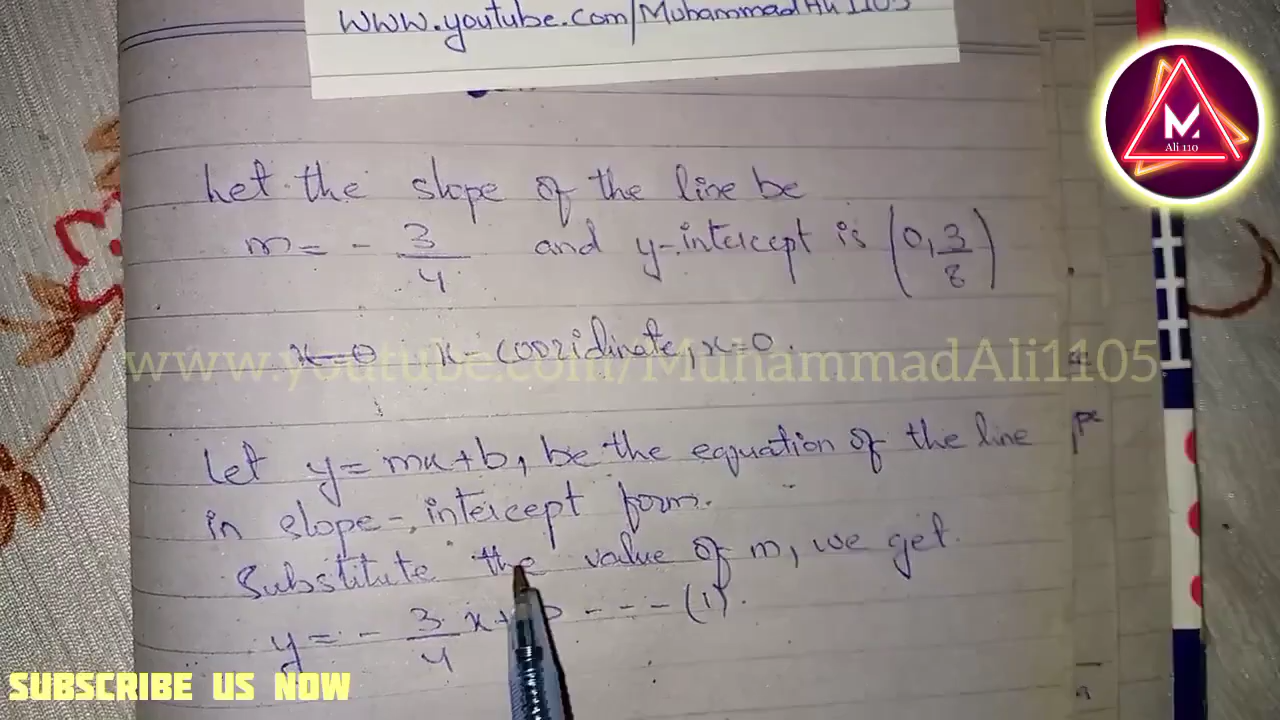 www.youtube.com/MuhammadAli1105
M
Ali 110
Let the slope of the line be
m = - 3/4 and y-intercept is (0, 3/8)
x=0 x-cooridinate, x=0.
www.youtube.com/MuhammadAli1105
Let y = mx + b, be the equation of the line
in slope-intercept form.
Substitute the value of m, we get
y = - 3/4 x + b - - - - (1).
SUBSCRIBE US NOW